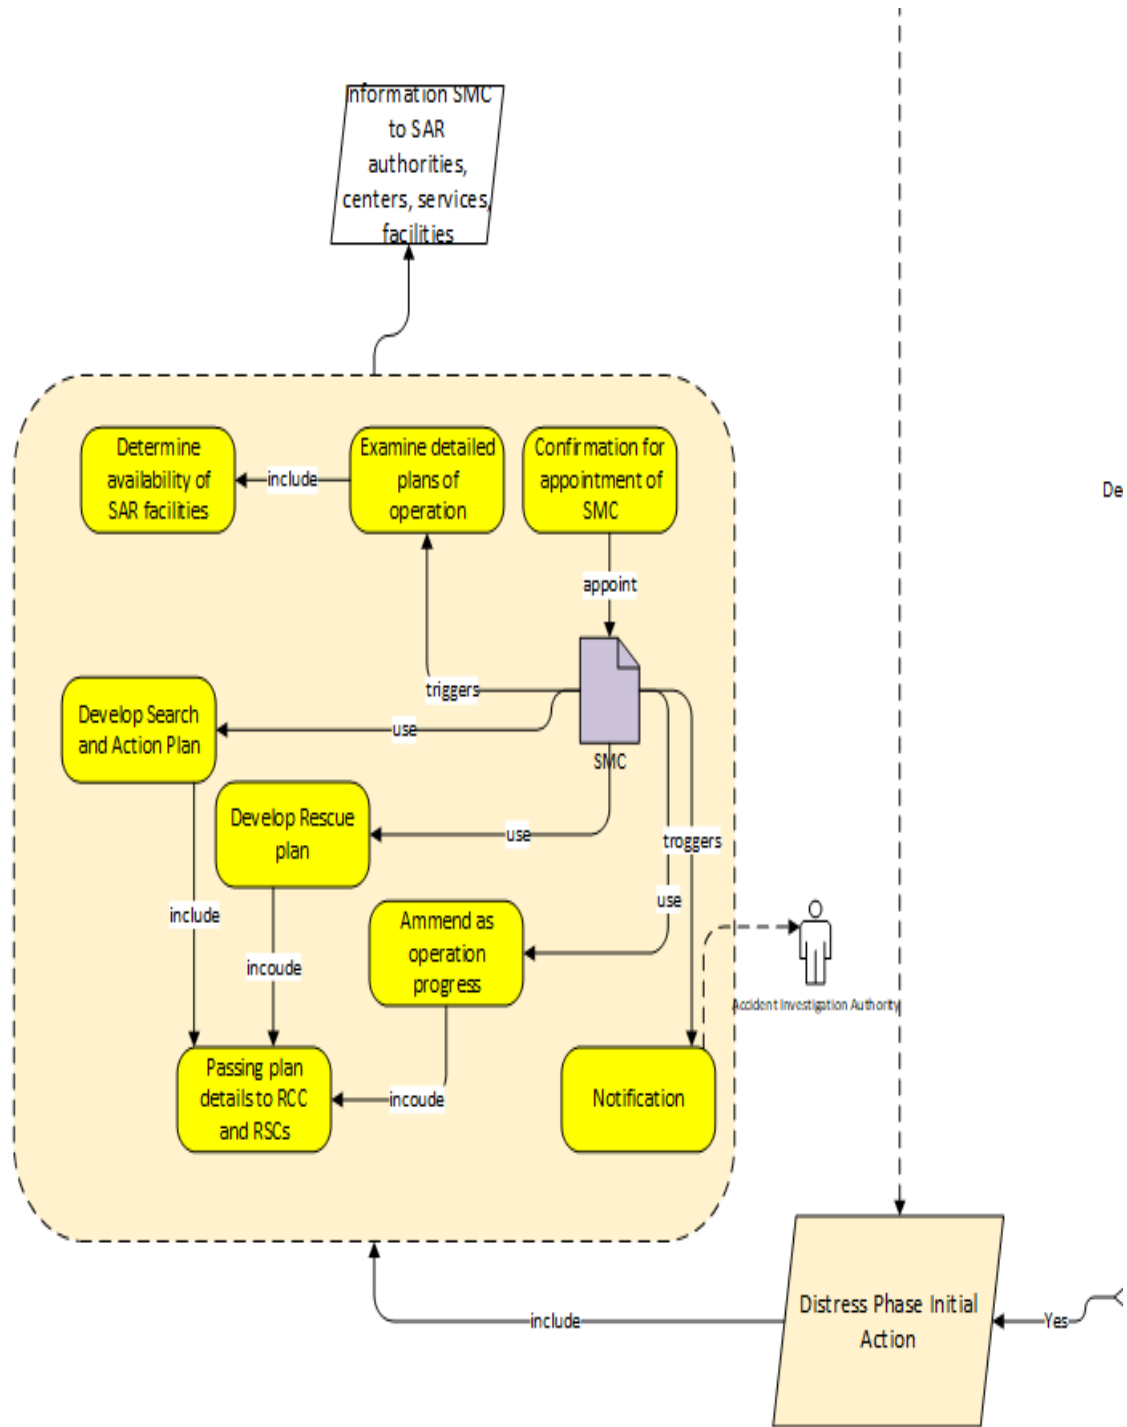 Information SMC
to SAR
authorities,
centers, services,
facilities
Determine
availability of
SAR facilities
include
Examine detailed
plans of
operation
Confirmation for
appointment of
SMC
De
appoint
triggers
SMC
Develop Search
and Action Plan
use
Develop Rescue
plan
use
troggers
use
include
Ammend as
operation
progress
incoude
Accident Investigation Authority
Passing plan
details to RCC
and RSCs
incoude
Notification
Distress Phase Initial
Action
include
Yes